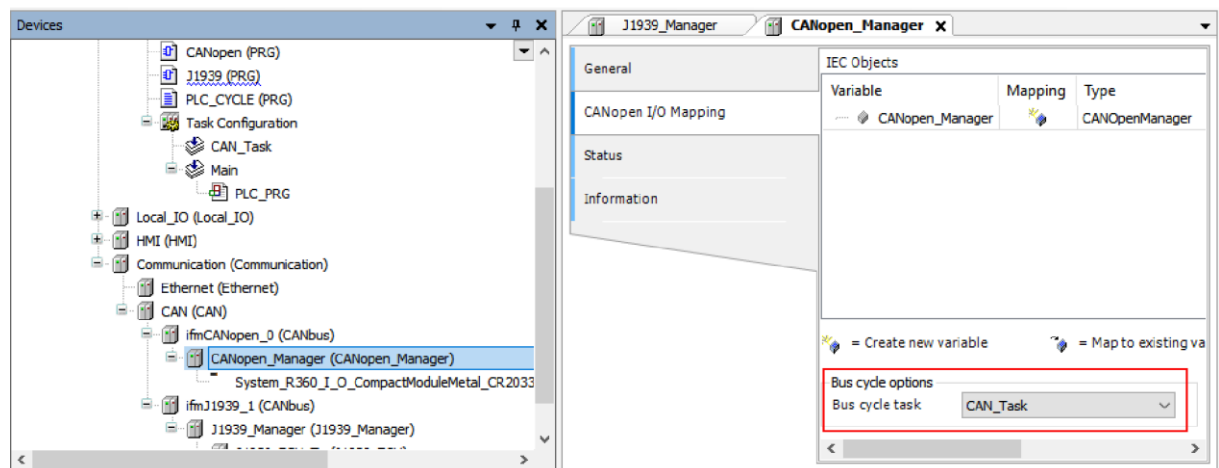 Devices
CANopen (PRG)
J1939 (PRG)
PLC_CYCLE (PRG)
Task Configuration
CAN_Task
Main
PLC_PRG
Local_IO (Local_IO)
HMI (HMI)
Communication (Communication)
Ethernet (Ethernet)
CAN (CAN)
ifmCANopen_0 (CANbus)
CANopen_Manager (CANopen_Manager)
System_R360_I_O_CompactModuleMetal_CR2033
ifmJ1939_1 (CANbus)
J1939_Manager (J1939_Manager)
J1939_Manager
CANopen_Manager
General
CANopen I/O Mapping
Status
Information
IEC Objects
Variable Mapping Type
CANopen_Manager CANOpenManager
= Create new variable = Map to existing va
Bus cycle options
Bus cycle task CAN_Task